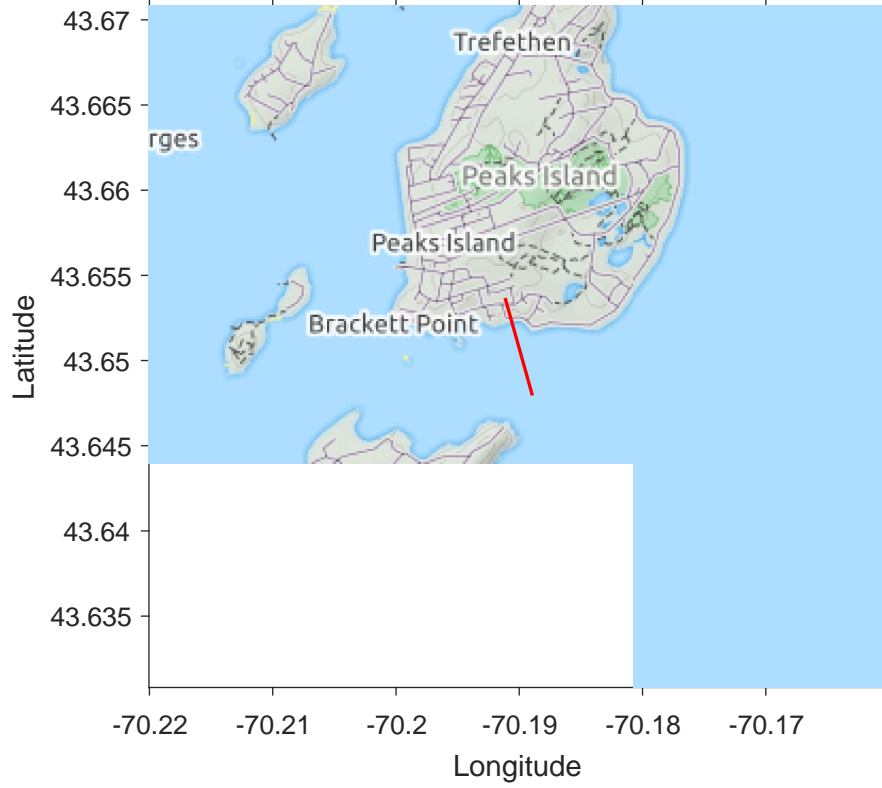 43.67
43.665
43.66
43.655
43.65
43.645
43.64
43.635
Latitude
Trefethen
rges
Peaks Island
Peaks Island
Brackett Point
-70.22
-70.21
-70.2
-70.19
-70.18
-70.17
Longitude